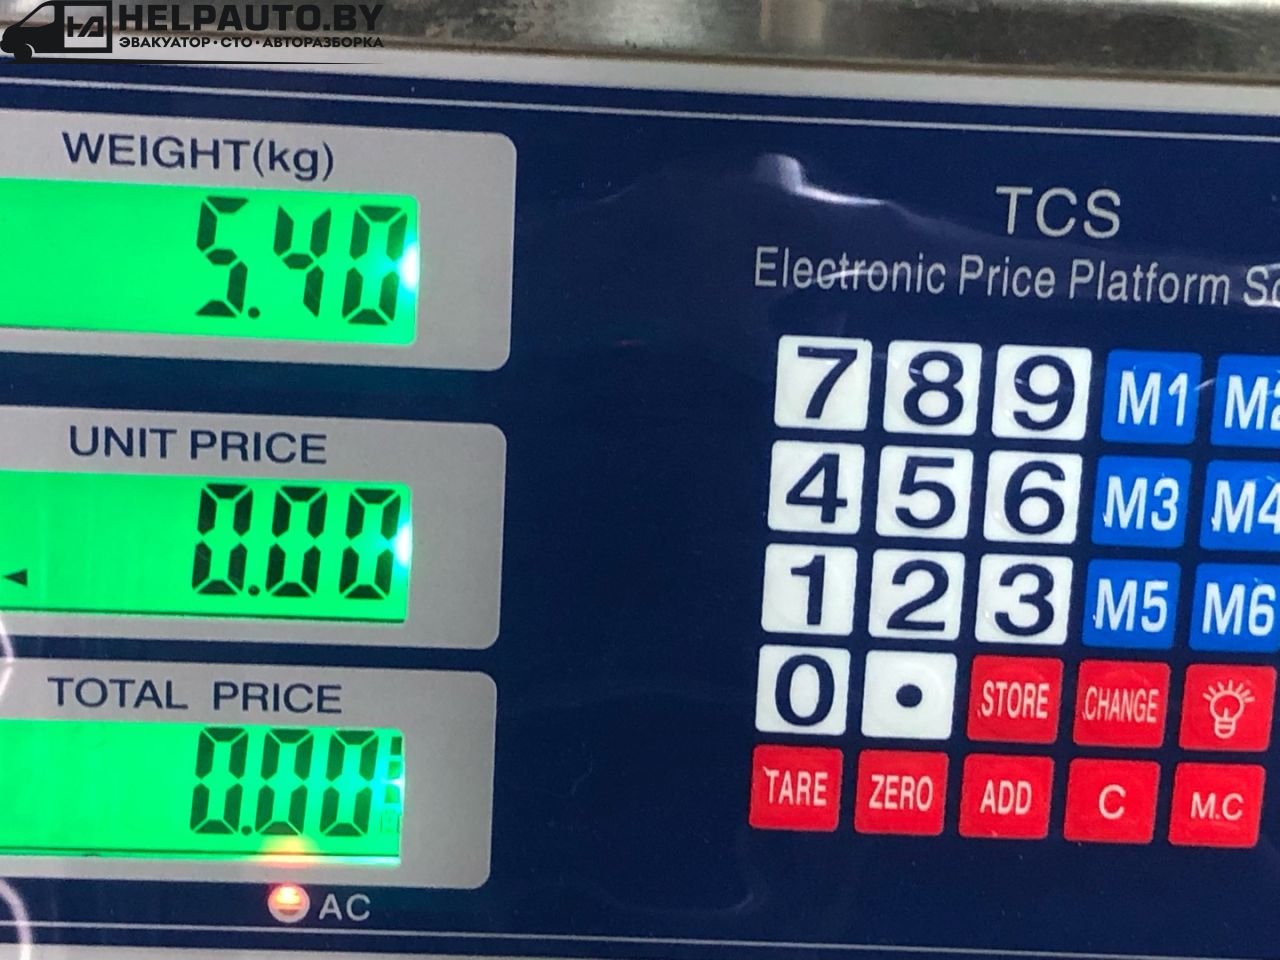 HELPAUTO.BY
ЭВАКУАТОР·СТО·АВТОРАЗБОРКА
WEIGHT(kg)
5.40
UNIT PRICE
0.00
TOTAL PRICE
0.00
AC
TCS
Electronic Price Platform
7 8 9 M1 M2
4 5 6 M3 M4
1 2 3 M5 M6
0 . STORE CHANGE
TARE ZERO ADD C M.C